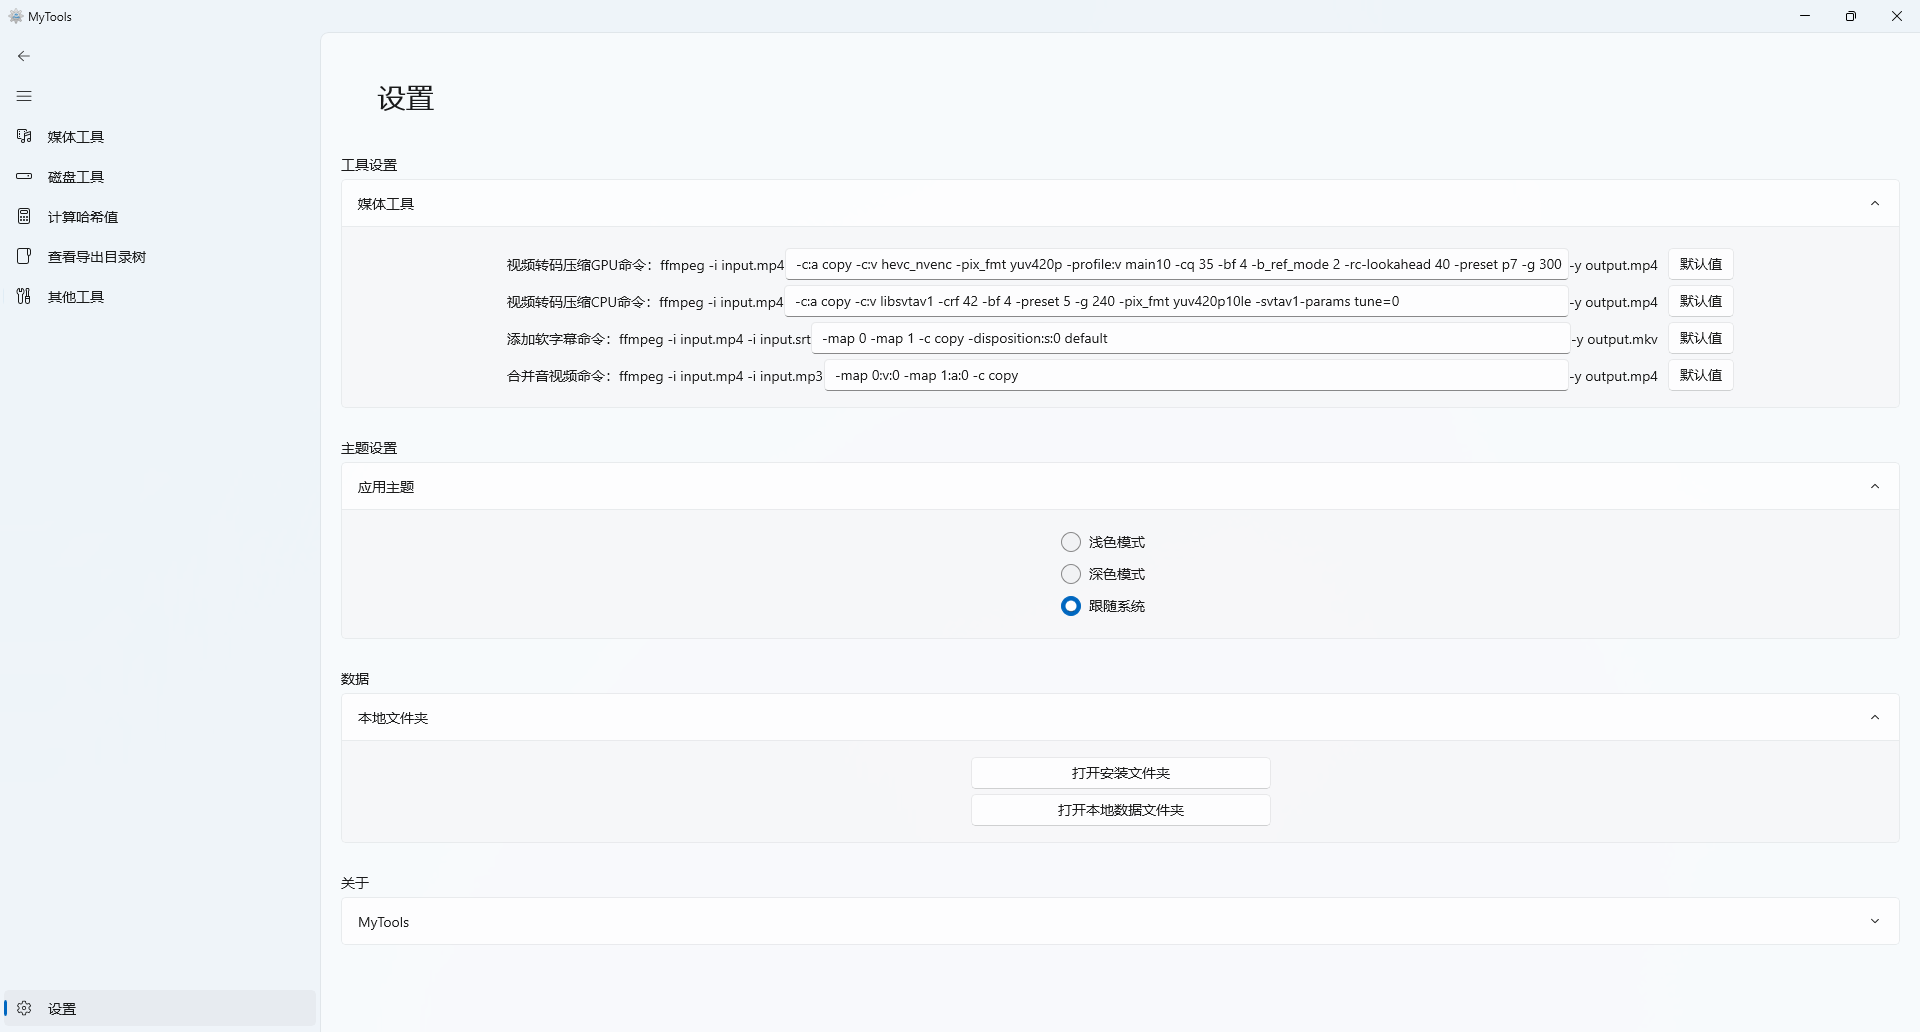 MyTools
媒体工具
磁盘工具
计算哈希值
查看导出目录树
其他工具
设置
设置
工具设置
媒体工具
视频转码压缩GPU命令：ffmpeg -i input.mp4 -c:a copy -c:v hevc_nvenc -pix_fmt yuv420p -profile:v main10 -cq 35 -bf 4 -b_ref_mode 2 -rc-lookahead 40 -preset p7 -g 300 -y output.mp4 默认值
视频转码压缩CPU命令：ffmpeg -i input.mp4 -c:a copy -c:v libsvtav1 -crf 42 -bf 4 -preset 5 -g 240 -pix_fmt yuv420p10le -svtav1-params tune=0 -y output.mp4 默认值
添加软字幕命令：ffmpeg -i input.mp4 -i input.srt -map 0 -map 1 -c copy -disposition:s:0 default -y output.mkv 默认值
合并音视频命令：ffmpeg -i input.mp4 -i input.mp3 -map 0:v:0 -map 1:a:0 -c copy -y output.mp4 默认值
主题设置
应用主题
浅色模式
深色模式
跟随系统
数据
本地文件夹
打开安装文件夹
打开本地数据文件夹
关于
MyTools